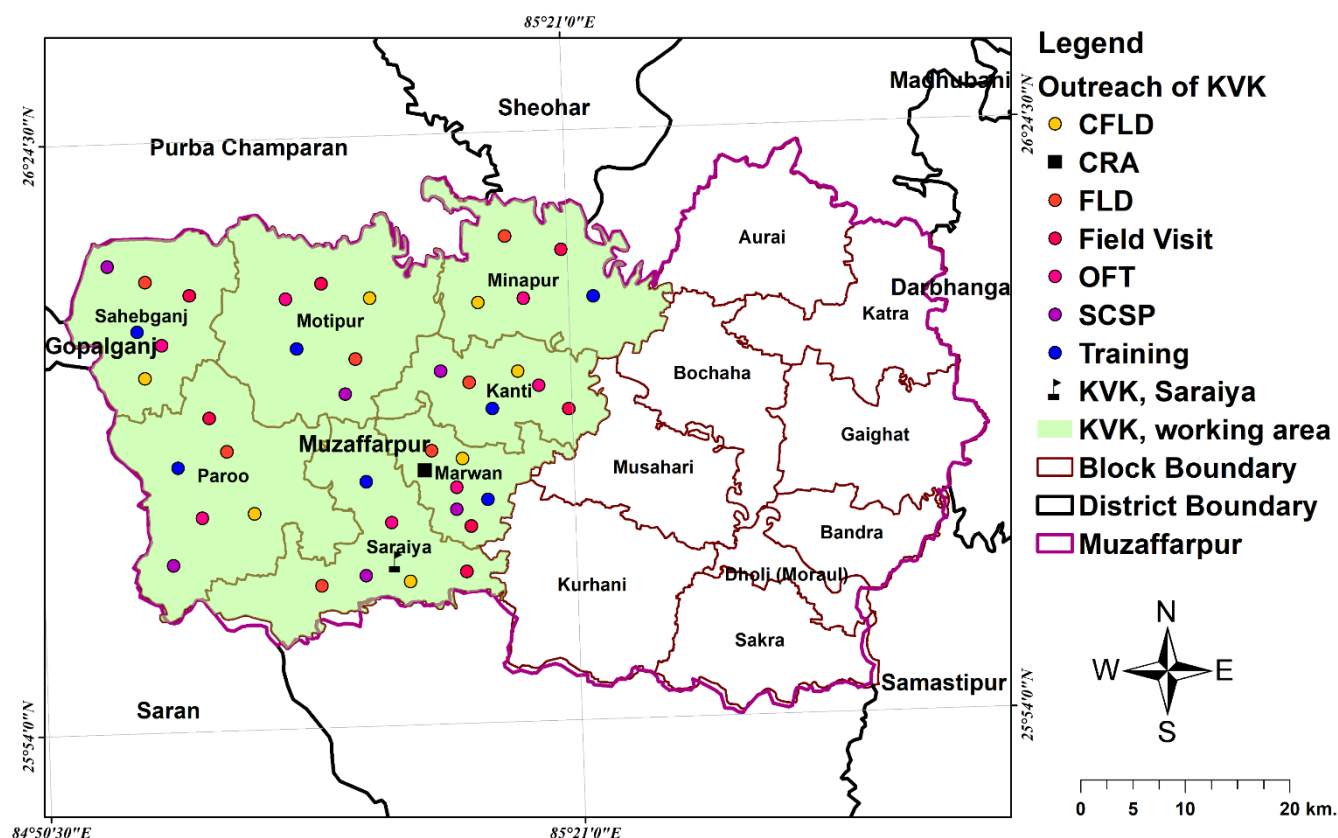 85°21'0"E
Legend
Outreach of KVK
CFLD
CRA
FLD
Field Visit
OFT
SCSP
Training
KVK, Saraiya
KVK, working area
Block Boundary
District Boundary
Muzaffarpur
Madhubani
Sheohar
Purba Champaran
26°24'30"N
26°24'30"N
Aurai
Minapur
Darbhanga
Katra
Sahebganj
Motipur
Gopalganj
Bochaha
Kanti
Gaighat
Muzaffarpur
Musahari
Marwan
Paroo
Bandra
Saraiya
Dholi (Moraul)
Kurhani
Sakra
Samastipur
Saran
25°54'0"N
25°54'0"N
84°50'30"E
85°21'0"E
N
W
E
S
0 5 10 20 km.